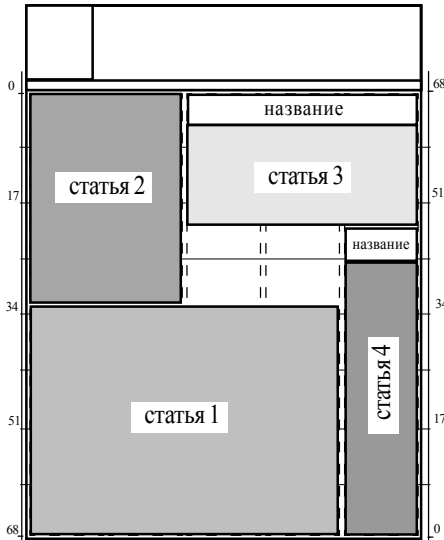 0
68
название
статья 2
статья 3
17
51
название
34
34
статья 4
статья 1
51
17
68
0